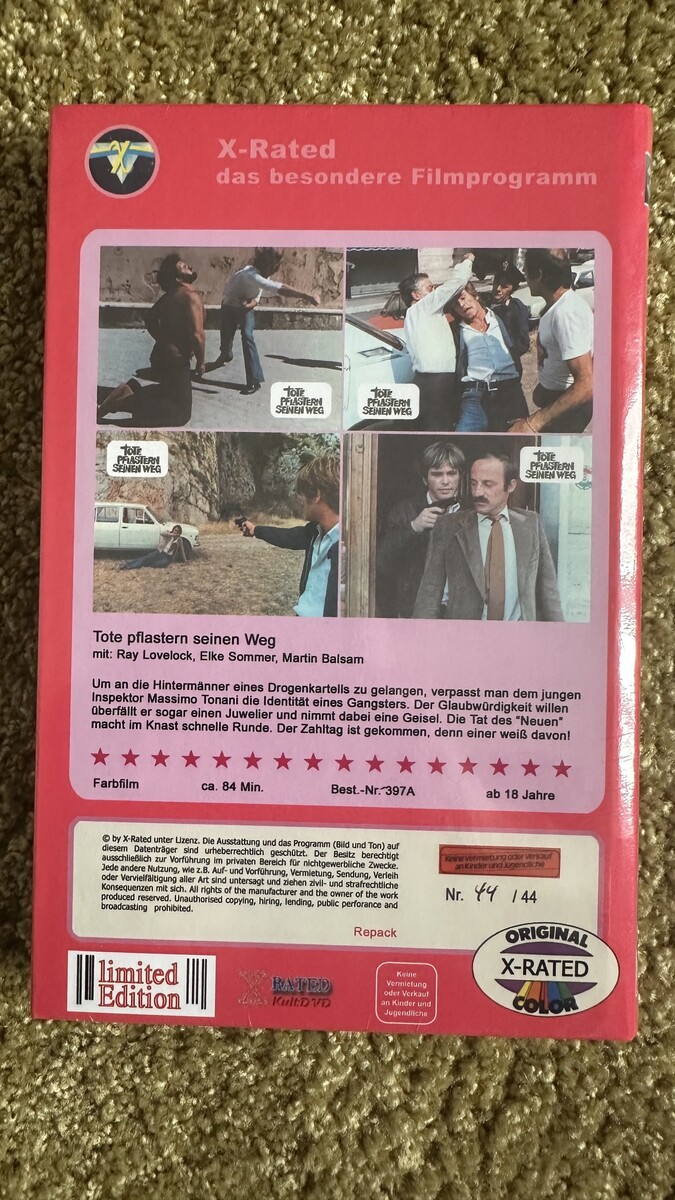 X-Rated
das besondere Filmprogramm
X
TOTE
PFLASTERN
SEINEN WEG
TOTE
PFLASTERN
SEINEN WEG
TOTE
PFLASTERN
SEINEN WEG
TOTE
PFLASTERN
SEINEN WEG
Tote pflastern seinen Weg
mit: Ray Lovelock, Elke Sommer, Martin Balsam
Um an die Hintermänner eines Drogenkartells zu gelangen, verpasst man dem jungen
Inspektor Massimo Tonani die Identität eines Gangsters. Der Glaubwürdigkeit willen
überfällt er sogar einen Juwelier und nimmt dabei eine Geisel. Die Tat des "Neuen"
macht im Knast schnelle Runde. Der Zahltag ist gekommen, denn einer weiß davon!
Farbfilm ca. 84 Min. Best.-Nr. 397A ab 18 Jahre
© by X-Rated unter Lizenz. Die Ausstattung und das Programm (Bild und Ton) auf
diesem Datenträger sind urheberrechtlich geschützt. Der Besitz berechtigt
ausschließlich zur Vorführung im privaten Bereich für nichtgewerbliche Zwecke.
Jede andere Nutzung, wie z.B. Auf- und Vorführung, Vermietung, Sendung, Verleih
oder Vervielfältigung aller Art sind untersagt und ziehen zivil- und strafrechtliche
Konsequenzen mit sich. All rights of the manufacturer and the owner of the work
produced reserved. Unauthorised copying, hiring, lending, public perforance and
broadcasting prohibited.
Repack
Keine Vermietung oder Verkauf
an Kinder und Jugendliche
Nr. 44 / 44
ORIGINAL
X-RATED
COLOR
limited
Edition
X RATED
KultDVD
Keine
Vermietung
oder Verkauf
an Kinder und
Jugendliche